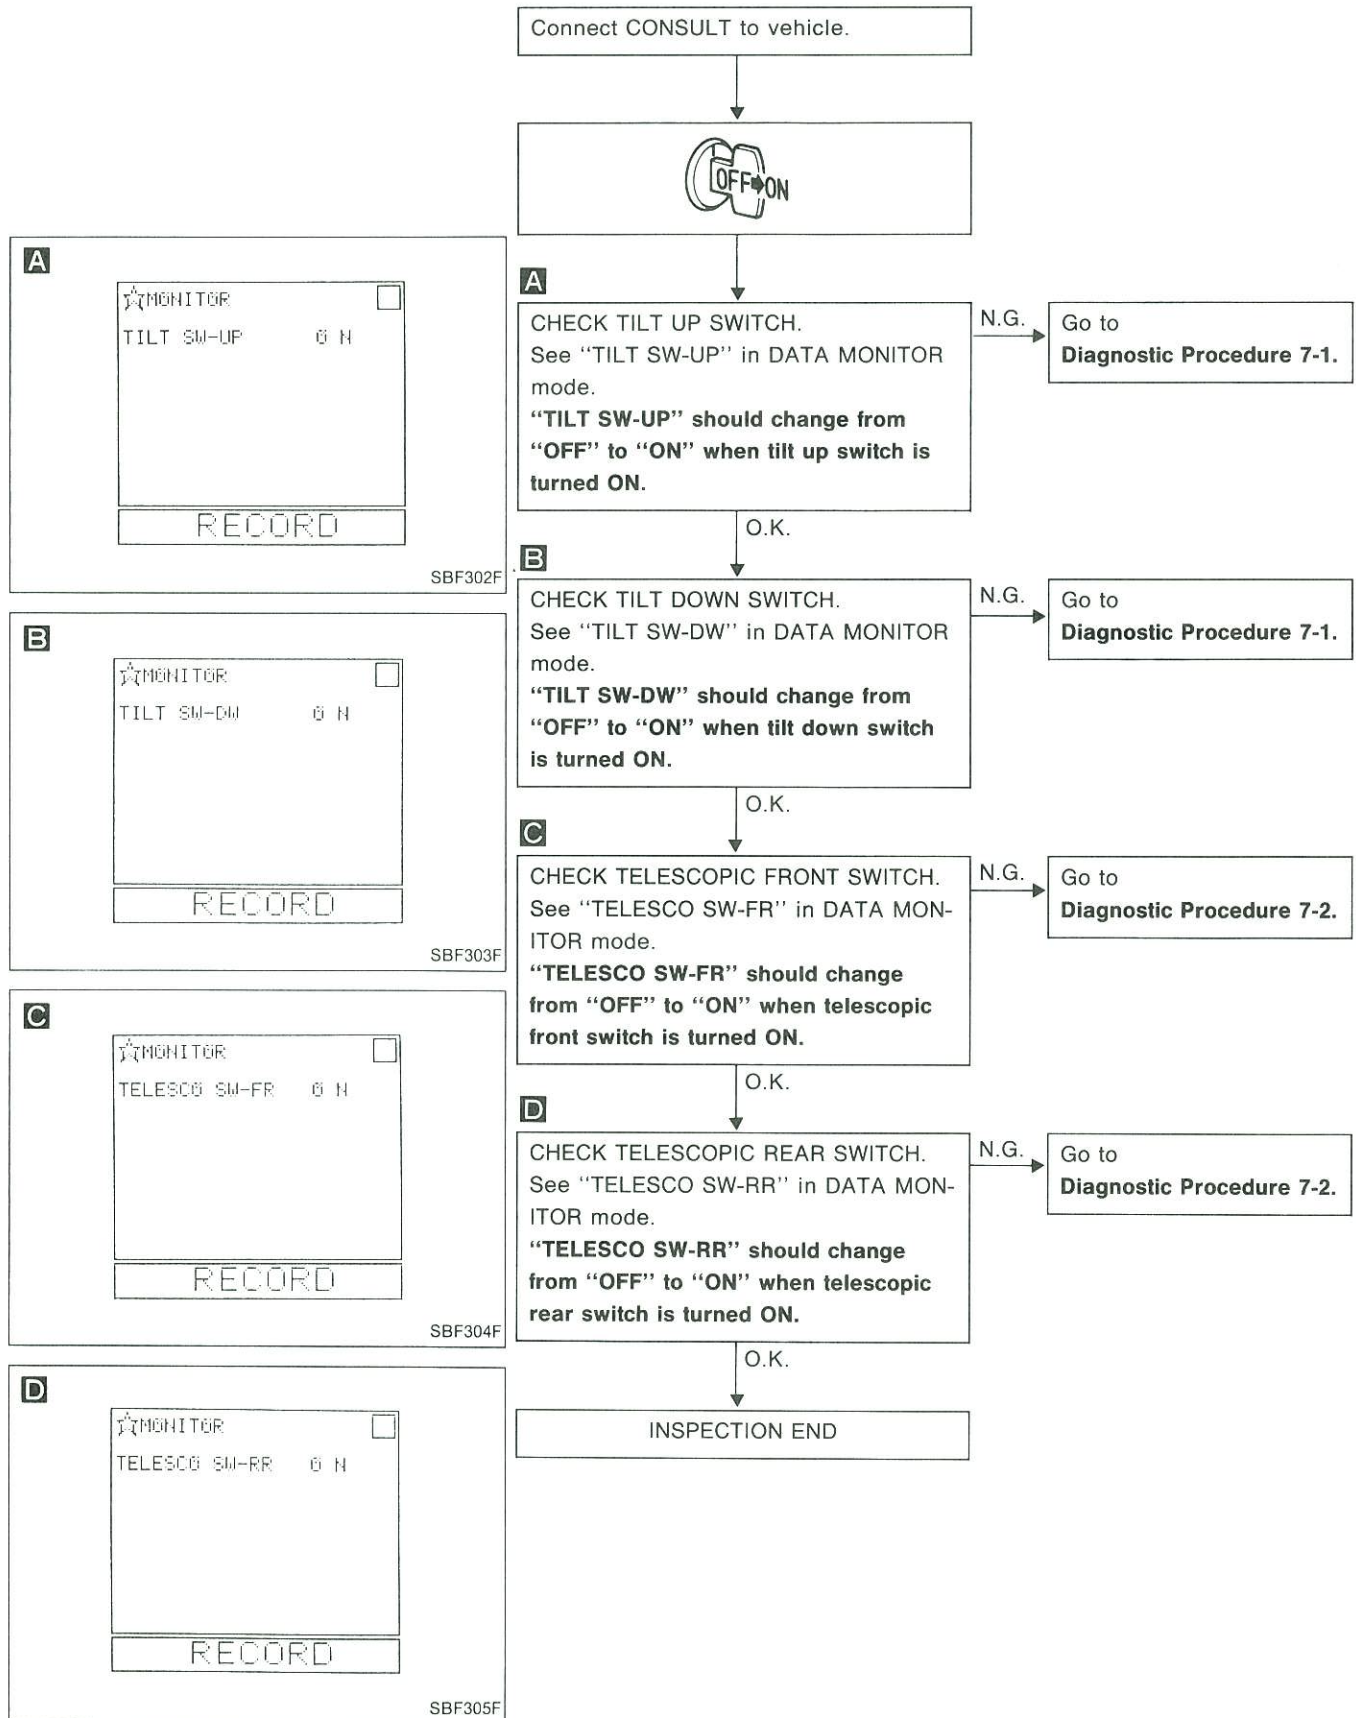 Connect CONSULT to vehicle.
OFF➡ON
A
☆MONITOR
TILT SW-UP ON
RECORD
SBF302F
A
CHECK TILT UP SWITCH.
See “TILT SW-UP” in DATA MONITOR
mode.
“TILT SW-UP” should change from
“OFF” to “ON” when tilt up switch is
turned ON.
N.G.
Go to
Diagnostic Procedure 7-1.
O.K.
B
☆MONITOR
TILT SW-DW ON
RECORD
SBF303F
B
CHECK TILT DOWN SWITCH.
See “TILT SW-DW” in DATA MONITOR
mode.
“TILT SW-DW” should change from
“OFF” to “ON” when tilt down switch
is turned ON.
N.G.
Go to
Diagnostic Procedure 7-1.
O.K.
C
☆MONITOR
TELESCO SW-FR ON
RECORD
SBF304F
C
CHECK TELESCOPIC FRONT SWITCH.
See “TELESCO SW-FR” in DATA MON-
ITOR mode.
“TELESCO SW-FR” should change
from “OFF” to “ON” when telescopic
front switch is turned ON.
N.G.
Go to
Diagnostic Procedure 7-2.
O.K.
D
☆MONITOR
TELESCO SW-RR ON
RECORD
SBF305F
D
CHECK TELESCOPIC REAR SWITCH.
See “TELESCO SW-RR” in DATA MON-
ITOR mode.
“TELESCO SW-RR” should change
from “OFF” to “ON” when telescopic
rear switch is turned ON.
N.G.
Go to
Diagnostic Procedure 7-2.
O.K.
INSPECTION END